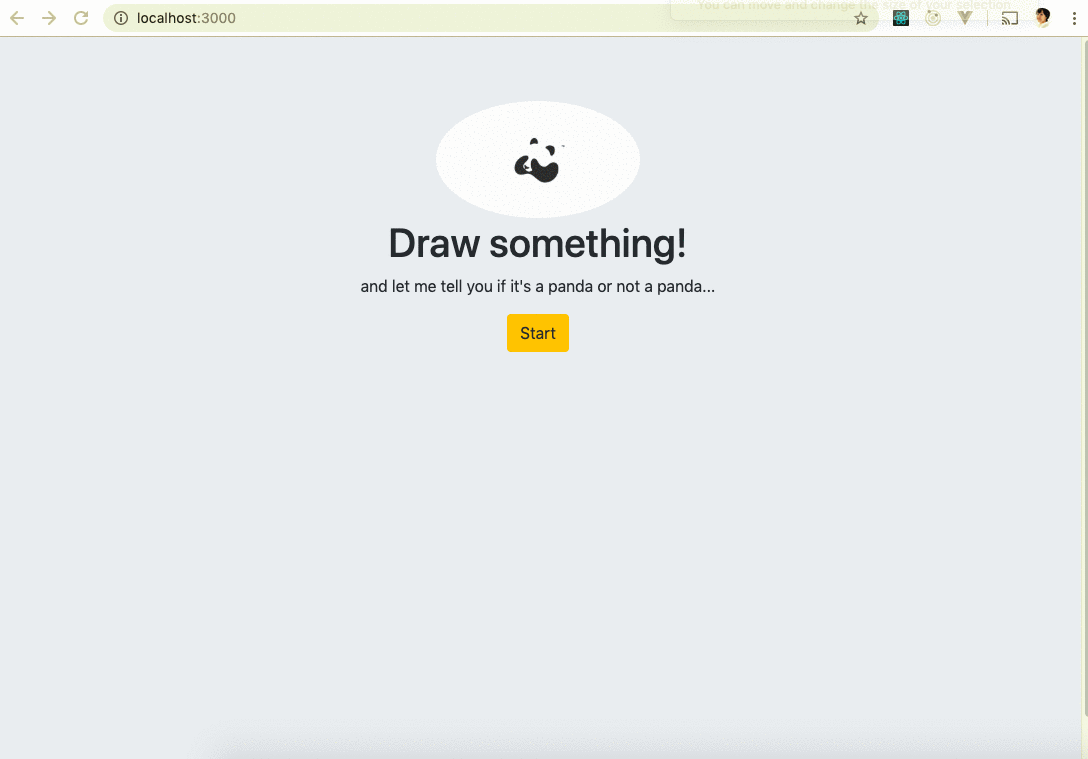 localhost:3000
You can move and change the size of your selection
Draw something!
and let me tell you if it's a panda or not a panda...
Start